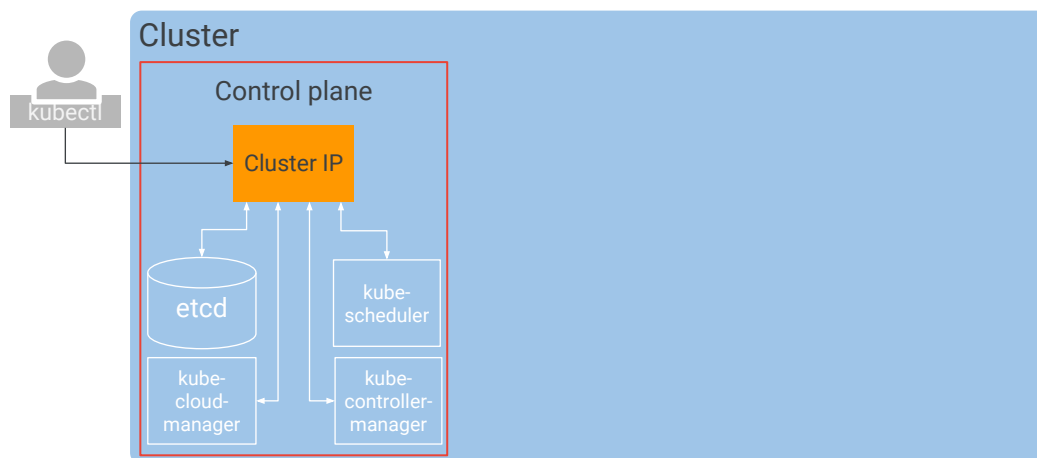 Cluster
Control plane
kubectl
Cluster IP
etcd
kube-
scheduler
kube-
cloud-
manager
kube-
controller-
manager